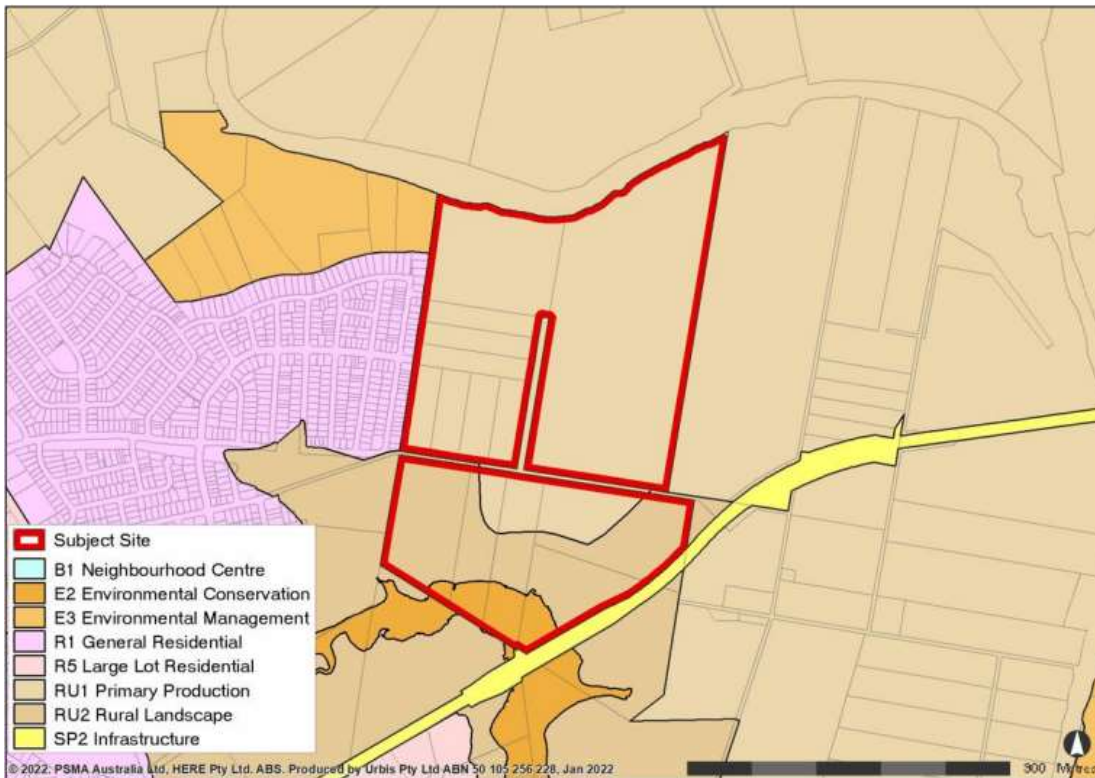 Subject Site
B1 Neighbourhood Centre
E2 Environmental Conservation
E3 Environmental Management
R1 General Residential
R5 Large Lot Residential
RU1 Primary Production
RU2 Rural Landscape
SP2 Infrastructure
© 2022. PSMA Australia Ltd, HERE Pty Ltd. ABS. Produced by Urbis Pty Ltd ABN 50 105 256 228, Jan 2022
300 Metres